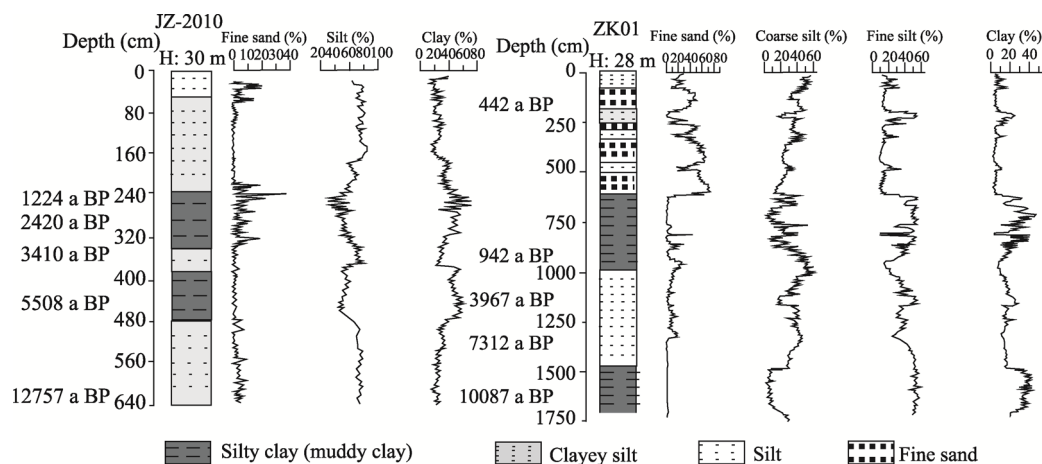 JZ-2010
H: 30 m
Depth (cm)
Fine sand (%)
Silt (%)
Clay (%)
0 10203040
20406080100
0 20406080
0
80
160
240
320
400
480
560
640
1224 a BP
2420 a BP
3410 a BP
5508 a BP
12757 a BP
ZK01
H: 28 m
Depth (cm)
Fine sand (%)
Coarse silt (%)
Fine silt (%)
Clay (%)
0 20406080
0 204060
0 204060
0 20 40
0
250
500
750
1000
1250
1500
1750
442 a BP
942 a BP
3967 a BP
7312 a BP
10087 a BP
Silty clay (muddy clay)
Clayey silt
Silt
Fine sand